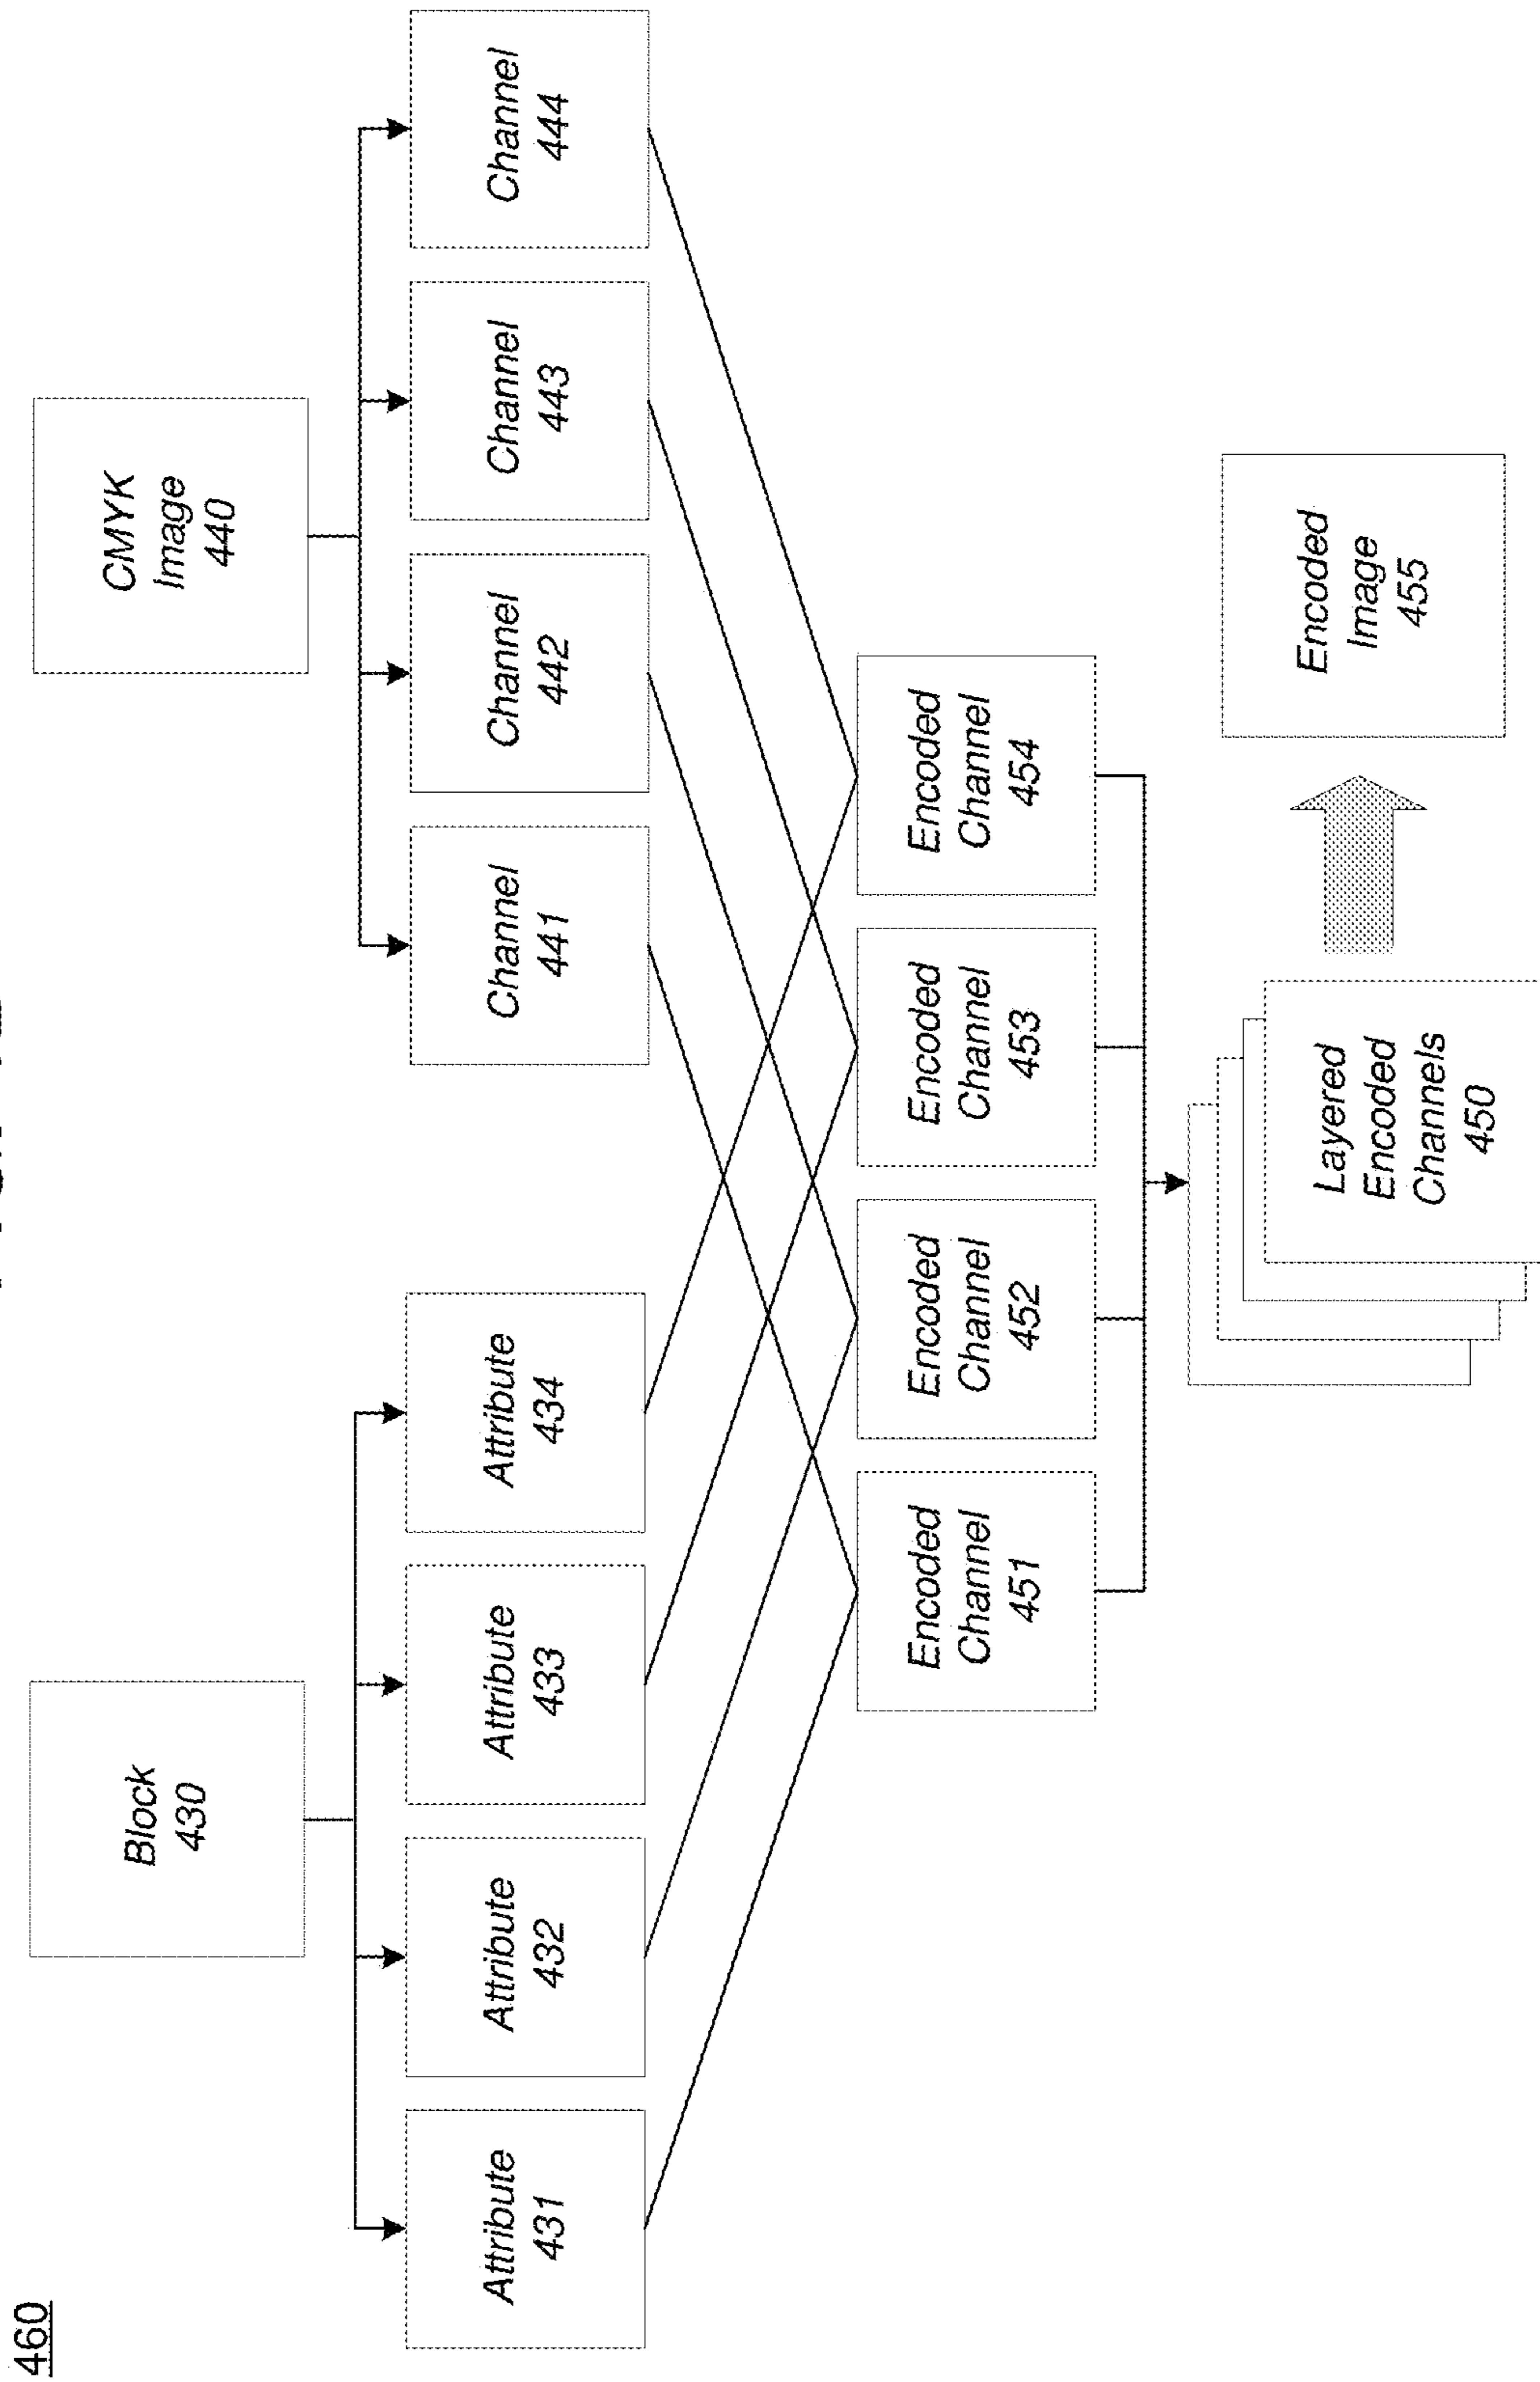 460
Block
430
CMYK
Image
440
Attribute
431
Attribute
432
Attribute
433
Attribute
434
Channel
441
Channel
442
Channel
443
Channel
444
Encoded
Channel
451
Encoded
Channel
452
Encoded
Channel
453
Encoded
Channel
454
Layered
Encoded
Channels
450
Encoded
Image
455